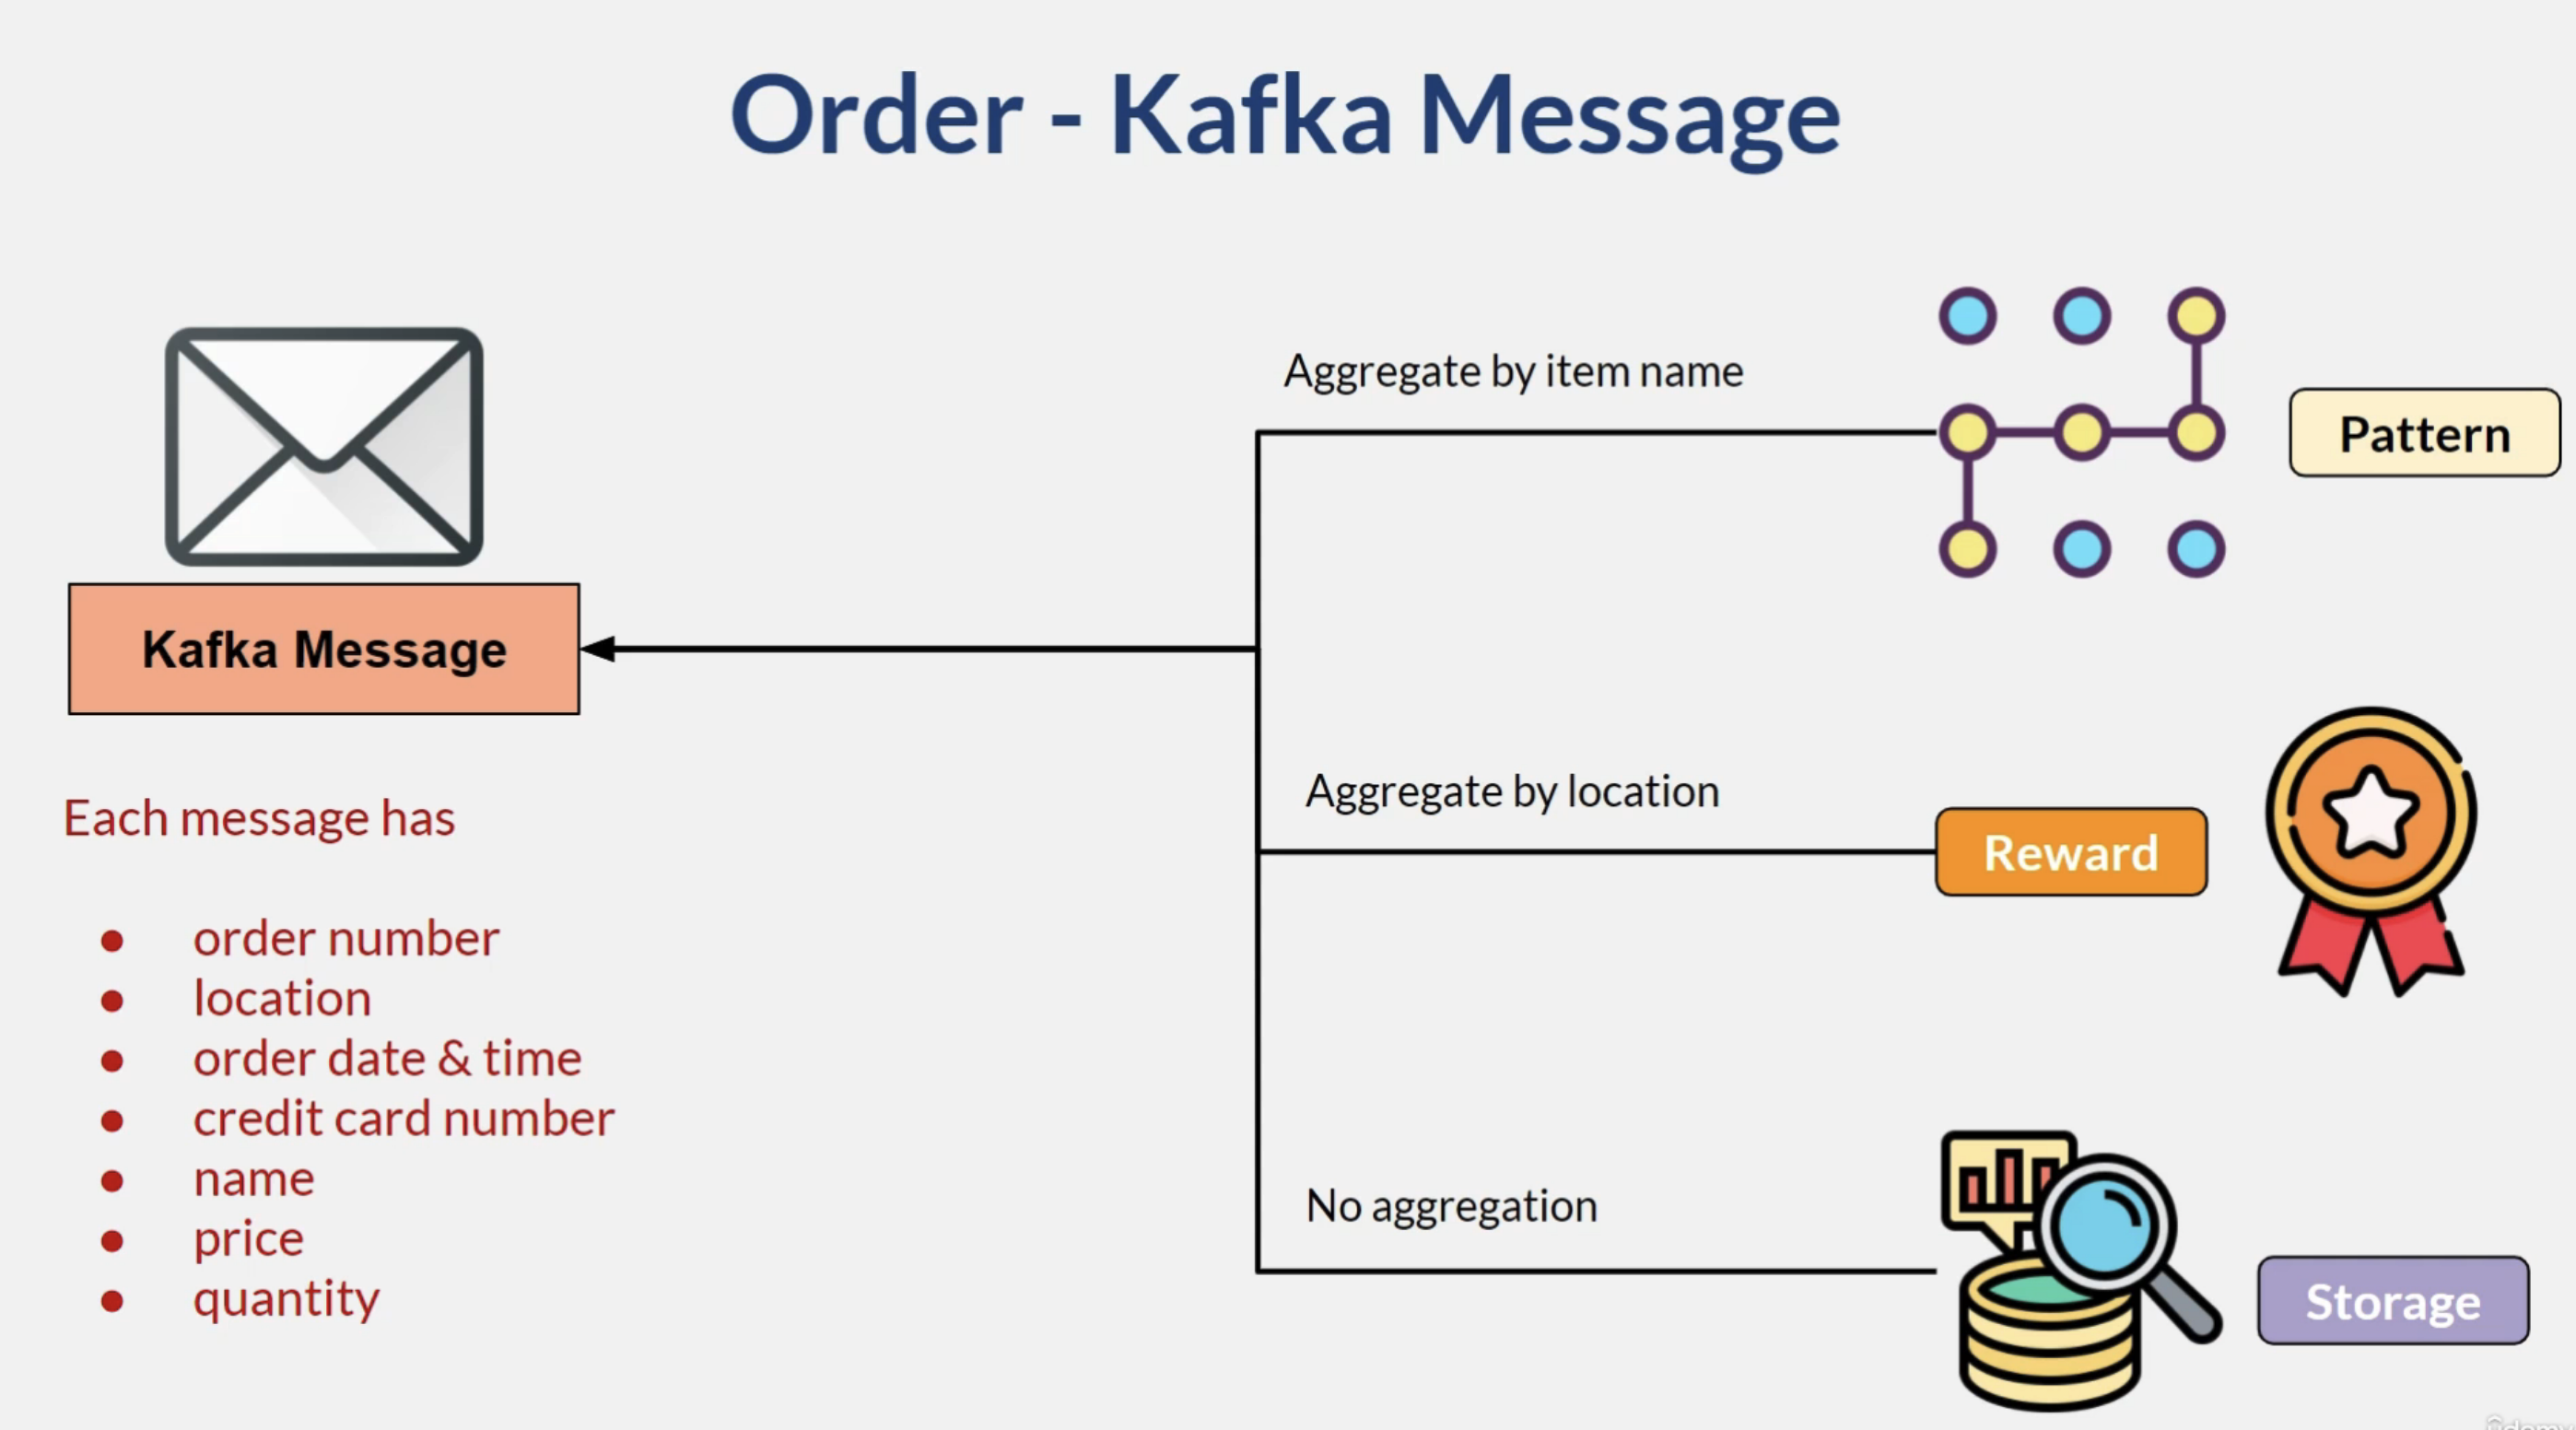 Order - Kafka Message
Kafka Message
Each message has
● order number
● location
● order date & time
● credit card number
● name
● price
● quantity
Aggregate by item name
Pattern
Aggregate by location
Reward
No aggregation
Storage